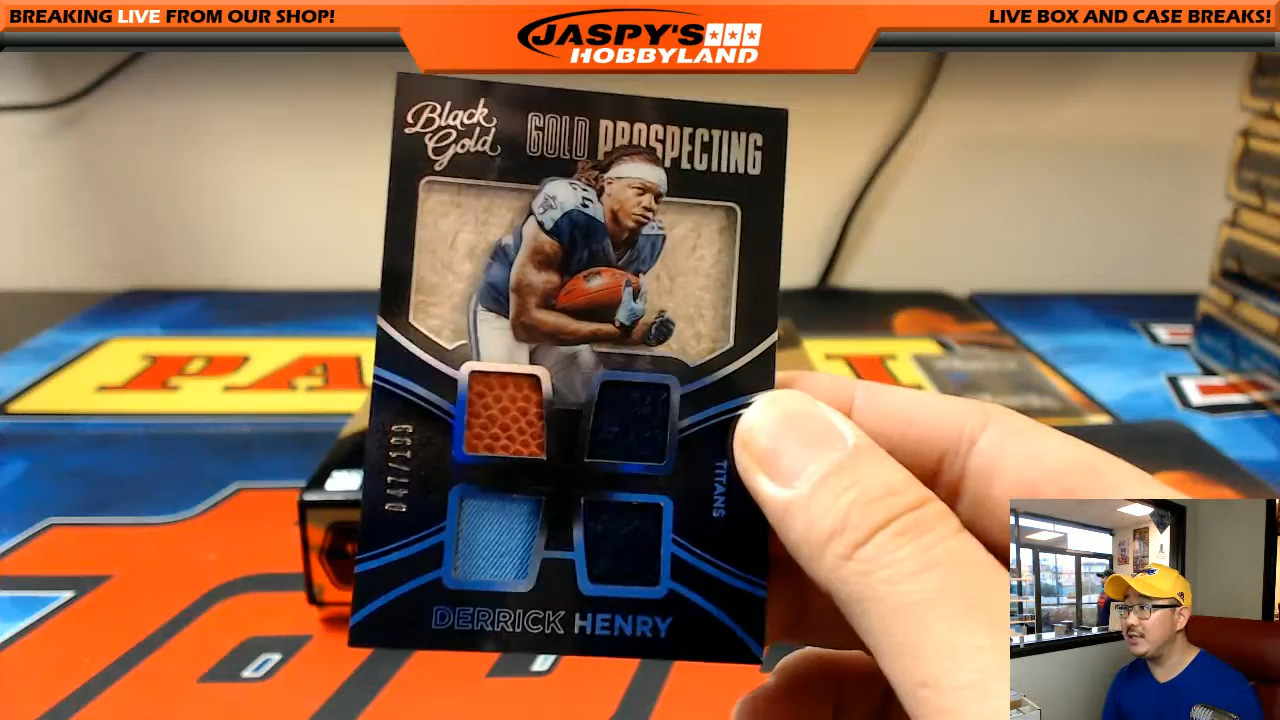 BREAKING LIVE FROM OUR SHOP!
JASPY'S
HOBBYLAND
LIVE BOX AND CASE BREAKS!
Black
Gold
GOLD PROSPECTING
047/199
TITANS
DERRICK HENRY